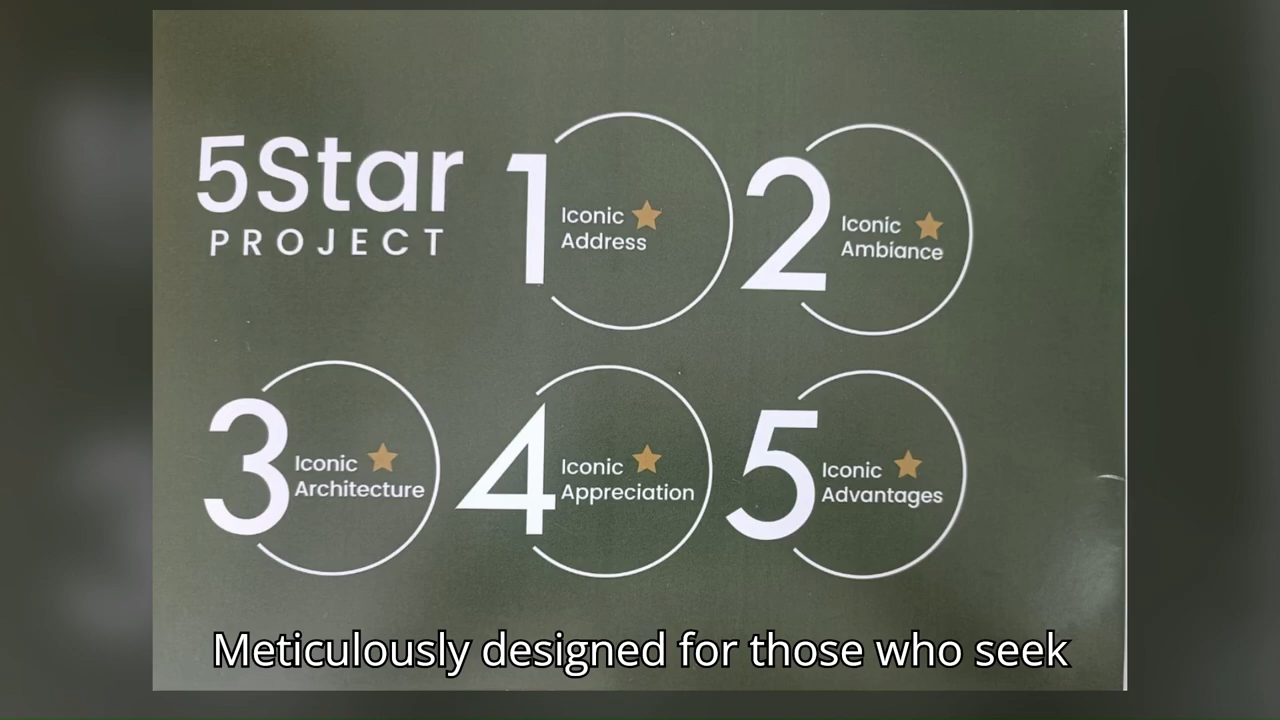 5Star
PROJECT
1
Iconic
Address
2
Iconic
Ambiance
3
Iconic
Architecture
4
Iconic
Appreciation
5
Iconic
Advantages
Meticulously designed for those who seek